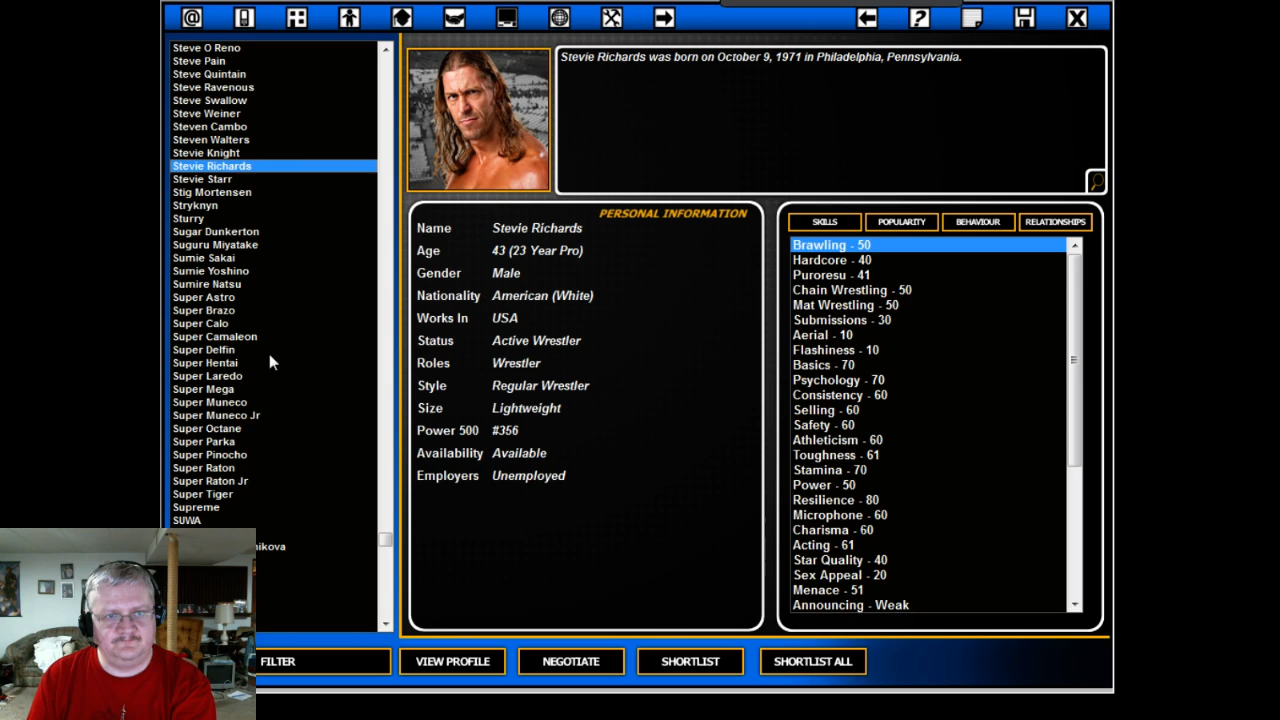 Steve O Reno
Steve Pain
Steve Quintain
Steve Ravenous
Steve Swallow
Steve Weiner
Steven Cambo
Steven Walters
Stevie Knight
Stevie Richards
Stevie Starr
Stig Mortensen
Stryknyn
Sturry
Sugar Dunkerton
Suguru Miyatake
Sumie Sakai
Sumie Yoshino
Sumire Natsu
Super Astro
Super Brazo
Super Calo
Super Camaleon
Super Delfin
Super Hentai
Super Laredo
Super Mega
Super Muneco
Super Muneco Jr
Super Octane
Super Parka
Super Pinocho
Super Raton
Super Raton Jr
Super Tiger
Supreme
SUWA
nikova
FILTER
Stevie Richards was born on October 9, 1971 in Philadelphia, Pennsylvania.
PERSONAL INFORMATION
Name Stevie Richards
Age 43 (23 Year Pro)
Gender Male
Nationality American (White)
Works In USA
Status Active Wrestler
Roles Wrestler
Style Regular Wrestler
Size Lightweight
Power 500 #356
Availability Available
Employers Unemployed
SKILLS POPULARITY BEHAVIOUR RELATIONSHIPS
Brawling - 50
Hardcore - 40
Puroresu - 41
Chain Wrestling - 50
Mat Wrestling - 50
Submissions - 30
Aerial - 10
Flashiness - 10
Basics - 70
Psychology - 70
Consistency - 60
Selling - 60
Safety - 60
Athleticism - 60
Toughness - 61
Stamina - 70
Power - 50
Resilience - 80
Microphone - 60
Charisma - 60
Acting - 61
Star Quality - 40
Sex Appeal - 20
Menace - 51
Announcing - Weak
VIEW PROFILE NEGOTIATE SHORTLIST SHORTLIST ALL